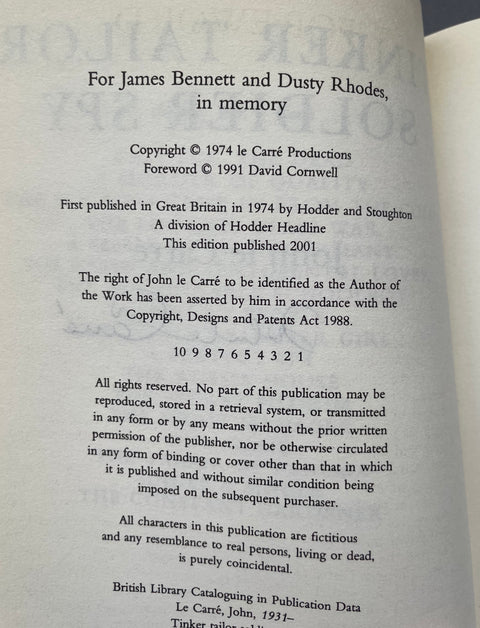 For James Bennett and Dusty Rhodes,
in memory
Copyright © 1974 le Carré Productions
Foreword © 1991 David Cornwell
First published in Great Britain in 1974 by Hodder and Stoughton
A division of Hodder Headline
This edition published 2001
The right of John le Carré to be identified as the Author of
the Work has been asserted by him in accordance with the
Copyright, Designs and Patents Act 1988.
10 9 8 7 6 5 4 3 2 1
All rights reserved. No part of this publication may be
reproduced, stored in a retrieval system, or transmitted
in any form or by any means without the prior written
permission of the publisher, nor be otherwise circulated
in any form of binding or cover other than that in which
it is published and without similar condition being
imposed on the subsequent purchaser.
All characters in this publication are fictitious
and any resemblance to real persons, living or dead,
is purely coincidental.
British Library Cataloguing in Publication Data
Le Carré, John, 1931–
Tinker tailor